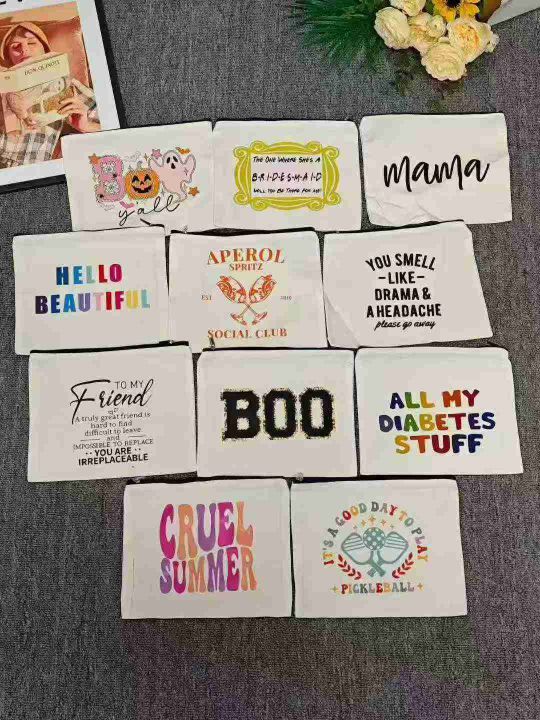 DON QUIXOTE
BOO
y'all
THE ONE WHERE SHE'S A
B·R·I·D·E·S·M·A·I·D
WILL YOU BE THERE FOR ME?
mama
HELLO
BEAUTIFUL
APEROL
SPRITZ
EST
SOCIAL CLUB
YOU SMELL
-LIKE-
DRAMA &
A HEADACHE
please go away
TO MY
Friend
A truly great friend is
hard to find
difficult to leave
and
IMPOSSIBLE TO REPLACE
·· YOU ARE ··
IRREPLACEABLE
BOO
ALL MY
DIABETES
STUFF
CRUEL
SUMMER
IT'S A GOOD DAY TO PLAY
PICKLEBALL